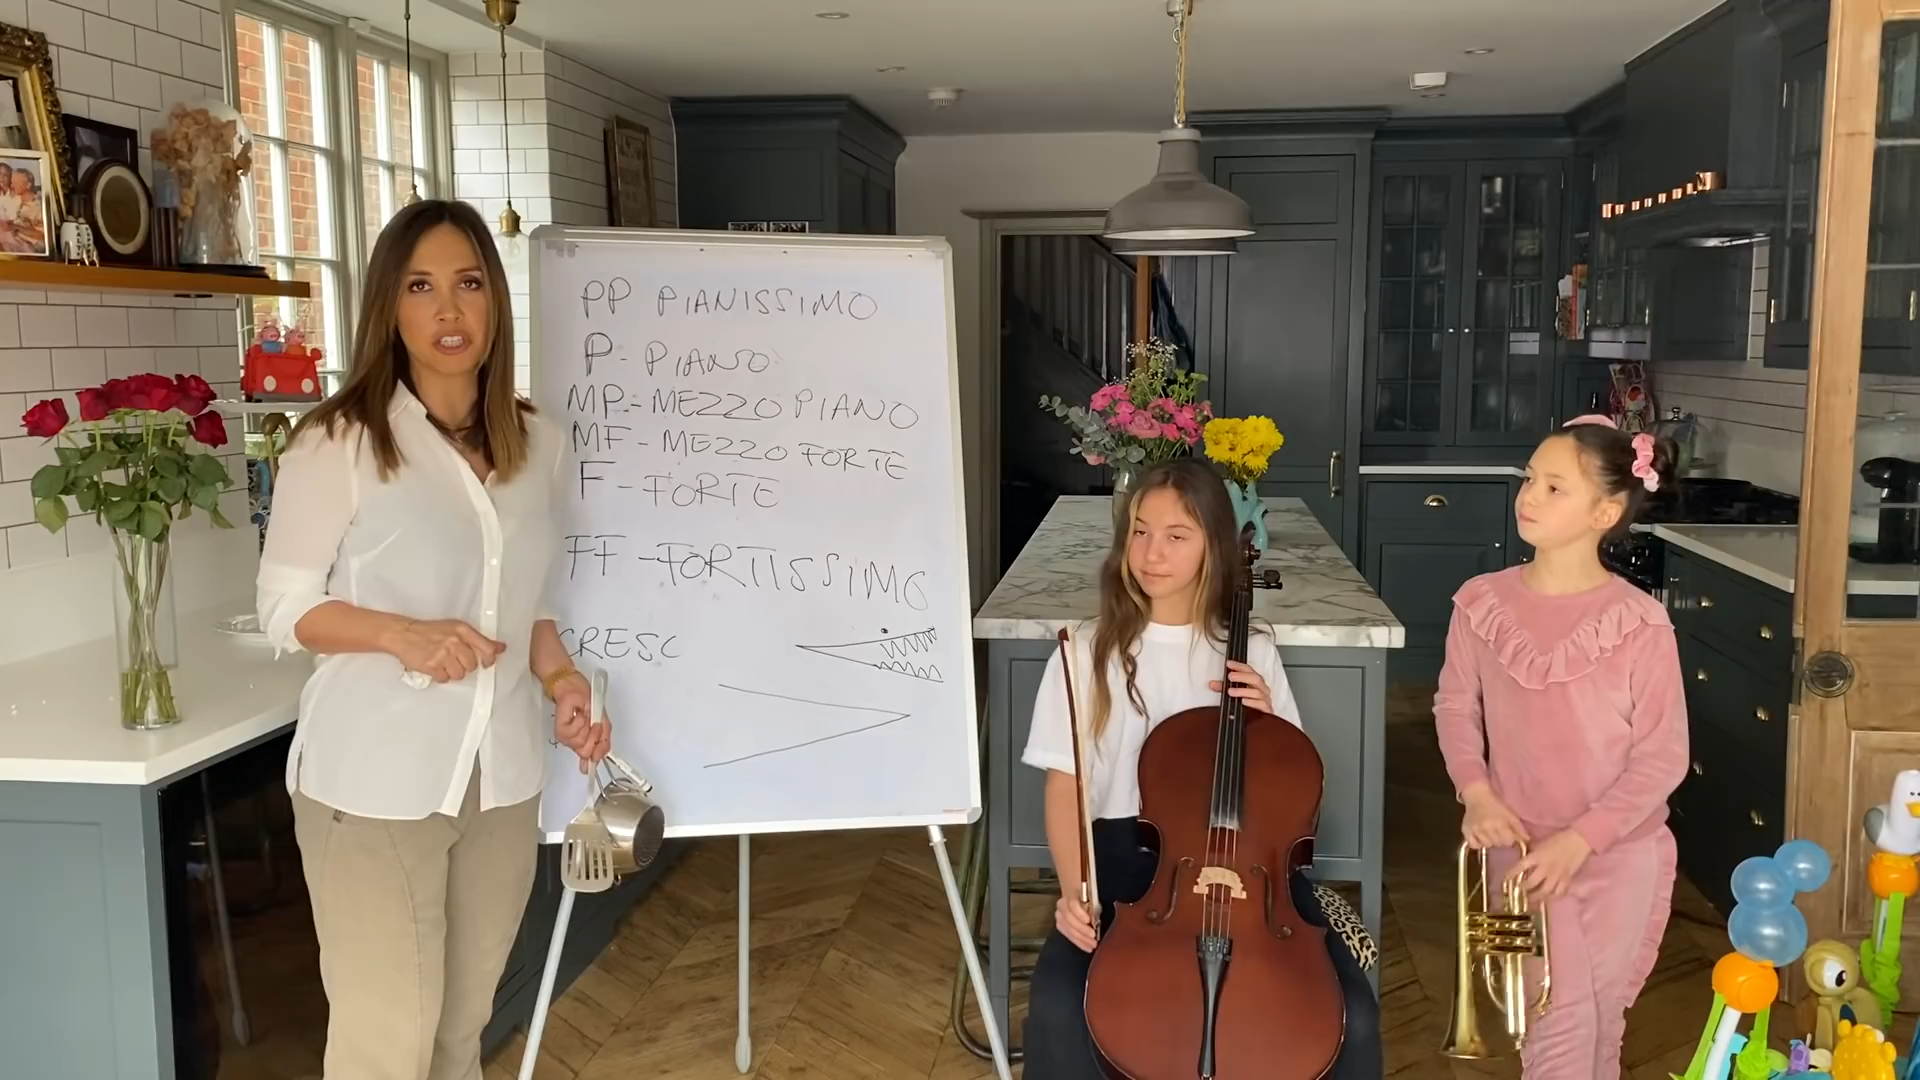 PP PIANISSIMO
P - PIANO
MP - MEZZO PIANO
MF - MEZZO FORTE
F - FORTE
FF - FORTISSIMO
CRESC